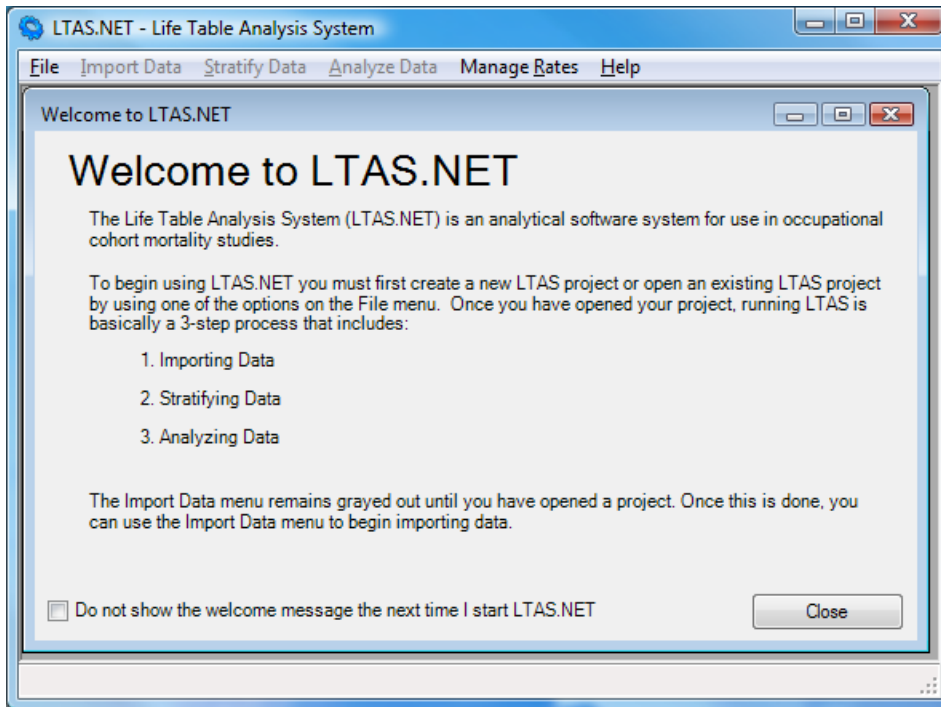 LTAS.NET - Life Table Analysis System
File Import Data Stratify Data Analyze Data Manage Rates Help
Welcome to LTAS.NET
Welcome to LTAS.NET
The Life Table Analysis System (LTAS.NET) is an analytical software system for use in occupational
cohort mortality studies.
To begin using LTAS.NET you must first create a new LTAS project or open an existing LTAS project
by using one of the options on the File menu.  Once you have opened your project, running LTAS is
basically a 3-step process that includes:
1. Importing Data
2. Stratifying Data
3. Analyzing Data
The Import Data menu remains grayed out until you have opened a project. Once this is done, you
can use the Import Data menu to begin importing data.
Do not show the welcome message the next time I start LTAS.NET
Close